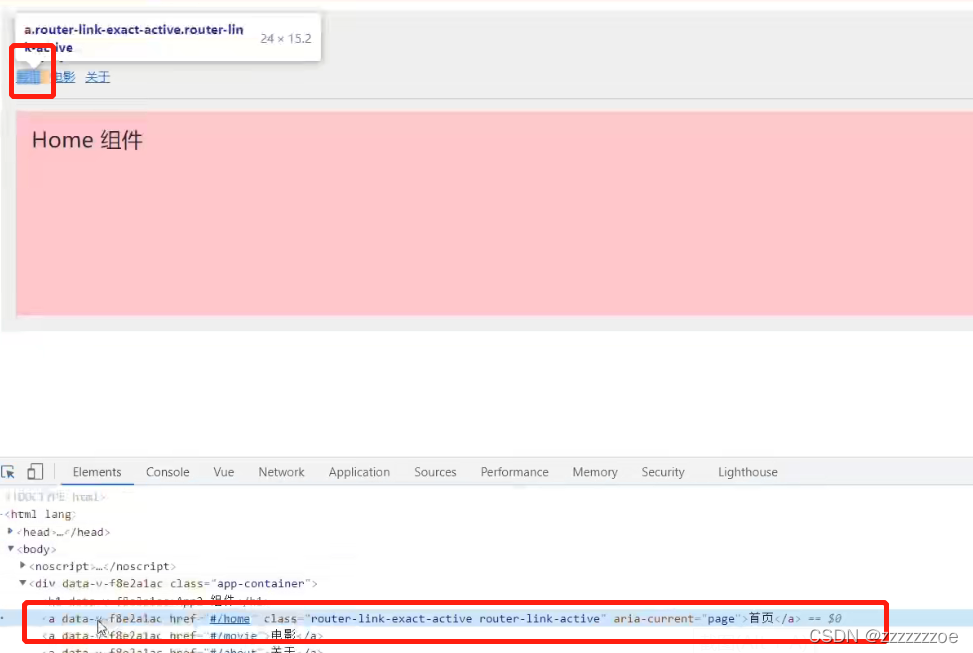 a.router-link-exact-active.router-lin
k-active
24 × 15.2
电影 关于
Home 组件
Elements Console Vue Network Application Sources Performance Memory Security Lighthouse
<!DOCTYPE html>
<html lang
<head>…</head>
<body>
<noscript>…</noscript>
<div data-v-f8e2a1ac class="app-container">
<h1 data-v-f8e2a1ac>App2 组件</h1>
<a data-v-f8e2a1ac href="#/home" class="router-link-exact-active router-link-active" aria-current="page">首页</a> == $0
<a data-v-f8e2a1ac href="#/movie">电影</a>
<a data-v-f8e2a1ac href="#/about">关于</a>
CSDN @zzzzzzzoe